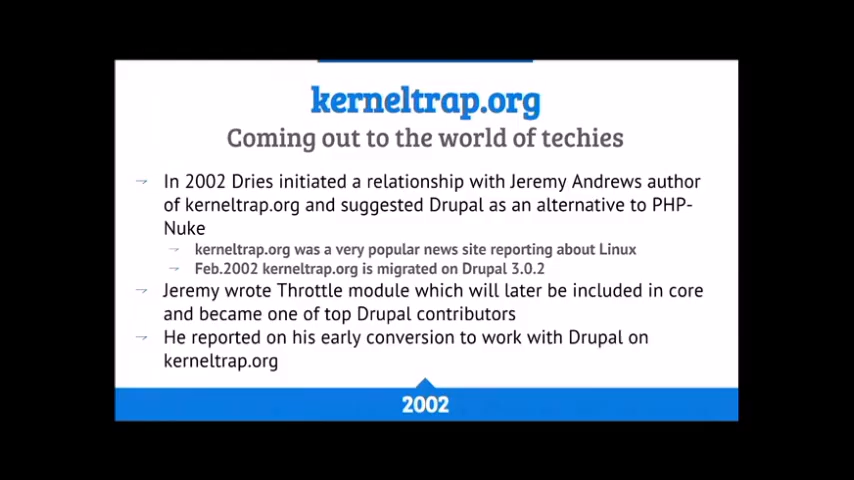 kerneltrap.org
Coming out to the world of techies
→ In 2002 Dries initiated a relationship with Jeremy Andrews author
of kerneltrap.org and suggested Drupal as an alternative to PHP-
Nuke
→ kerneltrap.org was a very popular news site reporting about Linux
→ Feb.2002 kerneltrap.org is migrated on Drupal 3.0.2
→ Jeremy wrote Throttle module which will later be included in core
and became one of top Drupal contributors
→ He reported on his early conversion to work with Drupal on
kerneltrap.org
2002